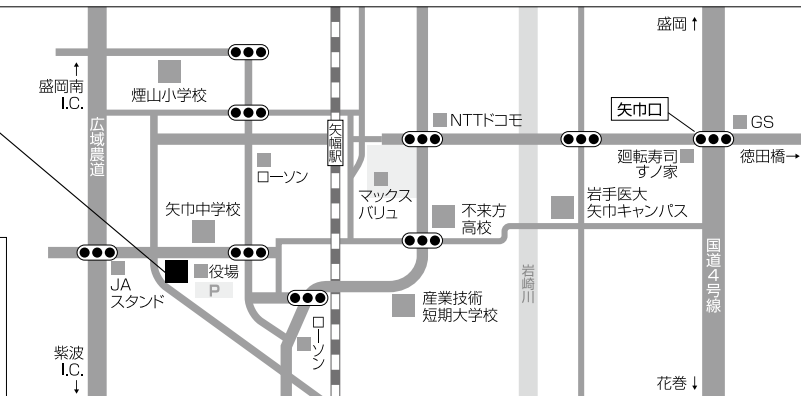 盛岡↑
盛岡南
I.C.
煙山小学校
NTTドコモ
矢巾口
GS
広域農道
矢幅駅
徳田橋→
廻転寿司
すノ家
ローソン
マックス
バリュ
岩手医大
矢巾キャンパス
矢巾中学校
不来方
高校
役場
P
JA
スタンド
国道4号線
岩崎川
産業技術
短期大学校
ローソン
紫波
I.C.
花巻↓